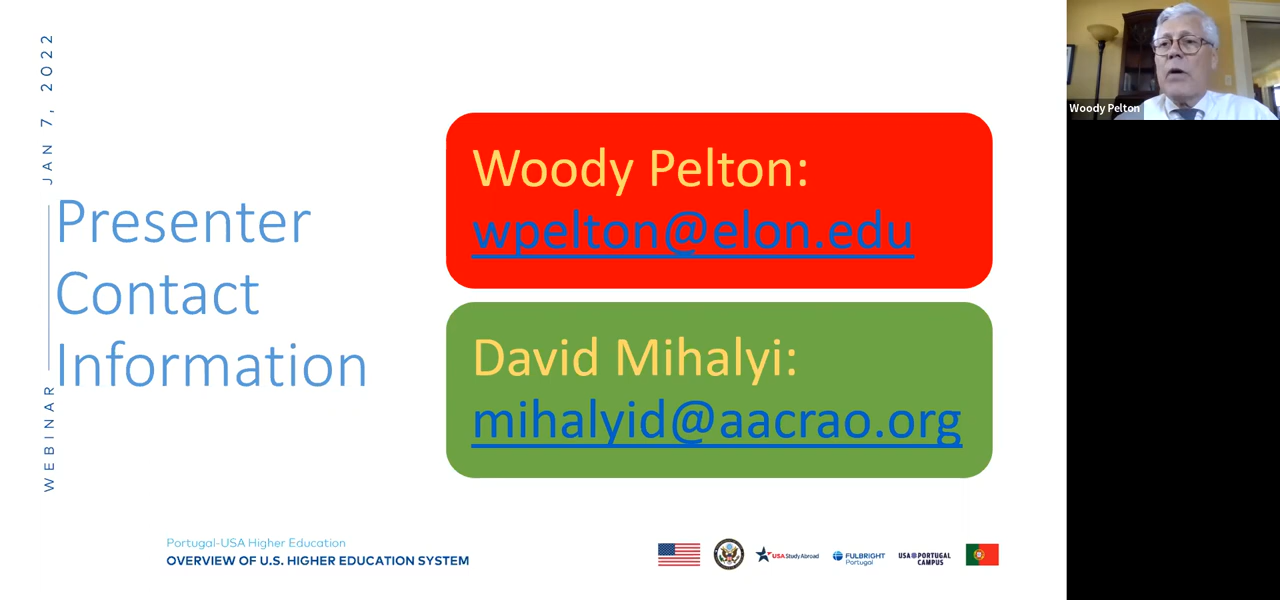 JAN 7, 2022
WEBINAR
Presenter
Contact
Information
Woody Pelton:
wpelton@elon.edu
David Mihalyi:
mihalyid@aacrao.org
Portugal-USA Higher Education
OVERVIEW OF U.S. HIGHER EDUCATION SYSTEM
USA Study Abroad
FULBRIGHT
Portugal
USA PORTUGAL
CAMPUS
Woody Pelton